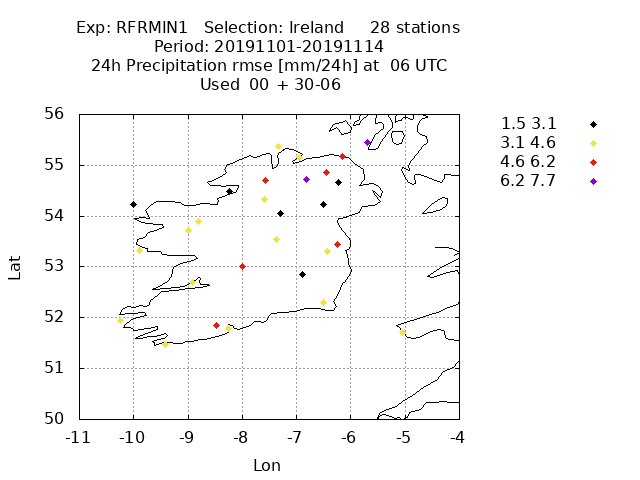 Exp: RFRMIN1   Selection: Ireland     28 stations
Period: 20191101-20191114
24h Precipitation rmse [mm/24h] at  06 UTC
Used  00 + 30-06
1.5 3.1
3.1 4.6
4.6 6.2
6.2 7.7
56
55
54
53
52
51
50
Lat
-11 -10 -9 -8 -7 -6 -5 -4
Lon